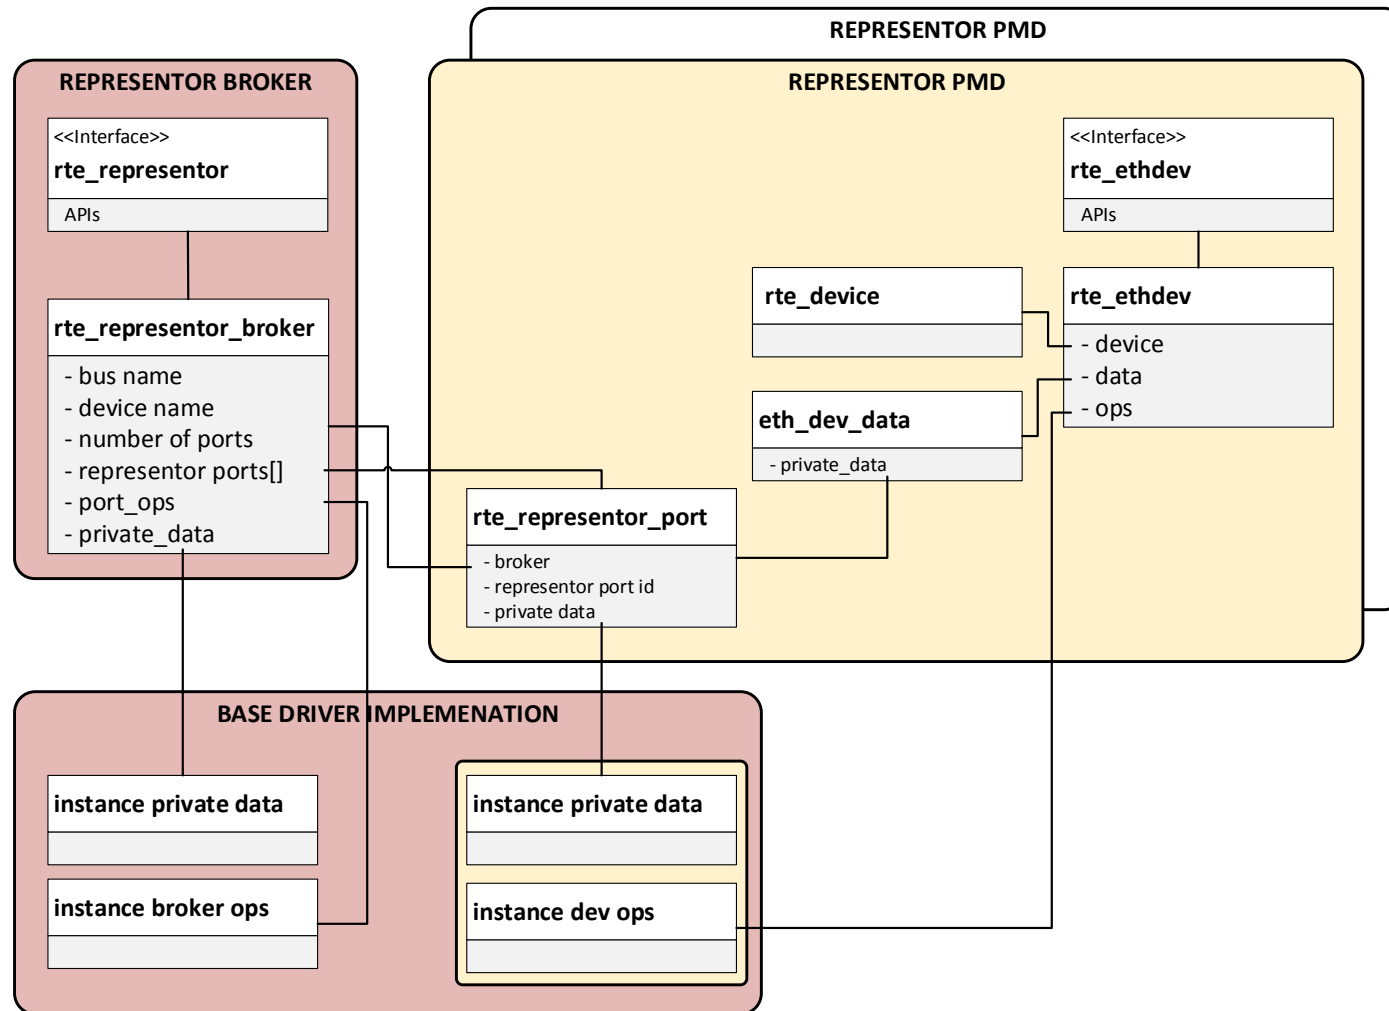 REPRESENTOR PMD
REPRESENTOR BROKER
<<Interface>>
rte_representor
APIs
rte_representor_broker
- bus name
- device name
- number of ports
- representor ports[]
- port_ops
- private_data
REPRESENTOR PMD
<<Interface>>
rte_ethdev
APIs
rte_device
rte_ethdev
- device
- data
- ops
eth_dev_data
- private_data
rte_representor_port
- broker
- representor port id
- private data
BASE DRIVER IMPLEMENATION
instance private data
instance broker ops
instance private data
instance dev ops